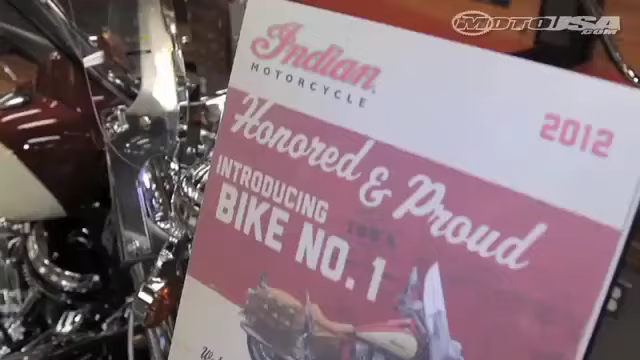 MOTOUSA
.COM
Indian
MOTORCYCLE
2012
Honored & Proud
INTRODUCING
BIKE NO. 1